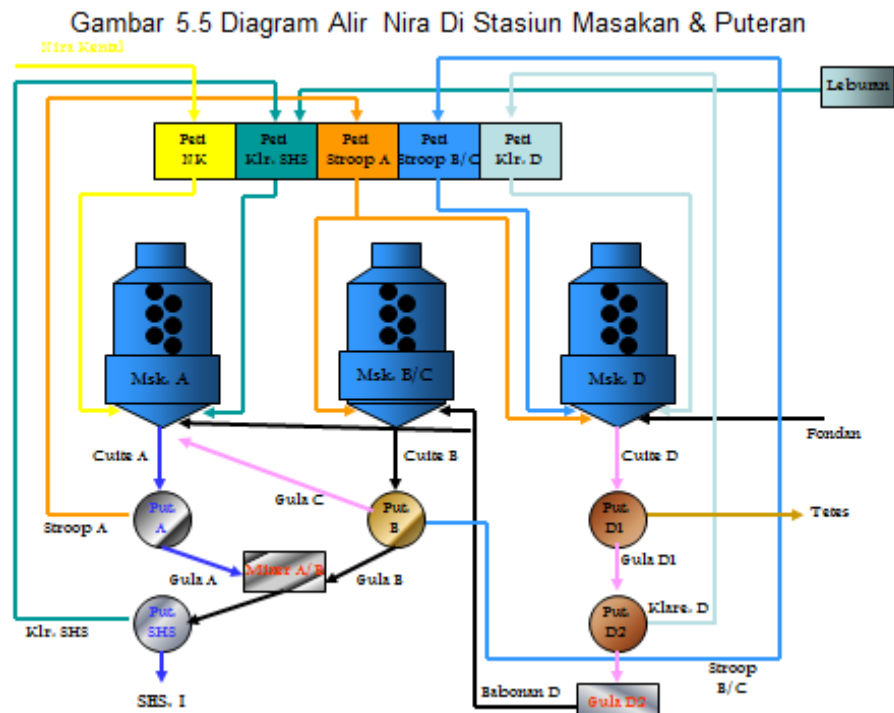 Gambar 5.5 Diagram Alir Nira Di Stasiun Masakan & Puteran
Nira Kental
Leburan
Peti
NK
Peti
Klr. SHS
Peti
Stroop A
Peti
Stroop B/C
Peti
Klr. D
Msk. A
Msk. B/C
Msk. D
Fondan
Cuite A
Cuite B
Cuite D
Gula C
Put.
A
Put.
B
Put.
D1
Tetes
Stroop A
Gula A
Mixer A/B
Gula B
Gula D1
Put.
SHS
Put.
D2
Klare. D
Klr. SHS
Stroop
B/C
SHS. I
Babonan D
Gula D2